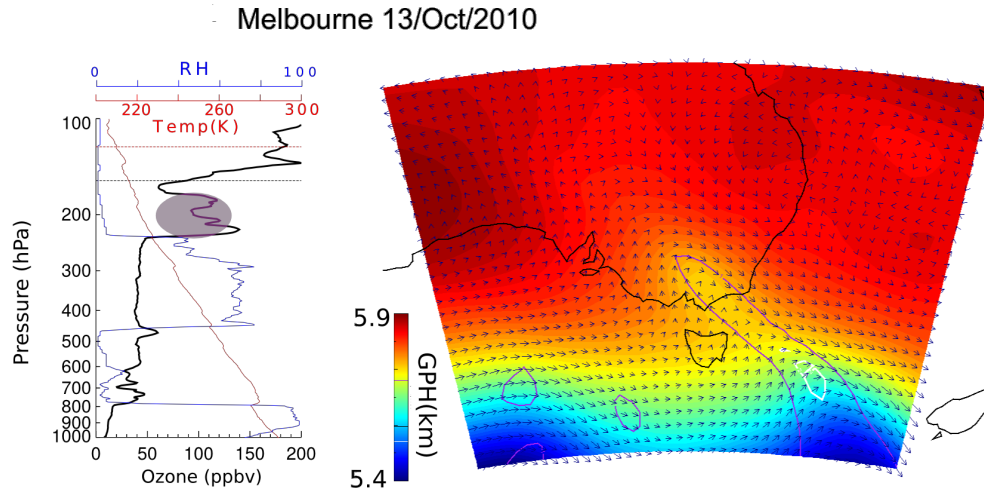 Melbourne 13/Oct/2010
0 RH 100
220 260 300
Temp(K)
100
200
300
400
500
600
700
800
900
1000
Pressure (hPa)
0 50 100 150 200
Ozone (ppbv)
5.9
GPH(km)
5.4